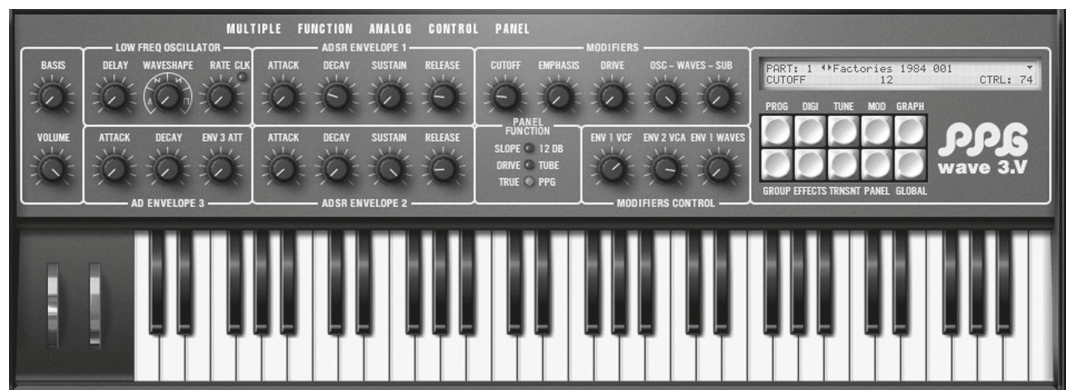 MULTIPLE FUNCTION ANALOG CONTROL PANEL
LOW FREQ OSCILLATOR
ADSR ENVELOPE 1
MODIFIERS
BASIS
DELAY WAVESHAPE RATE CLK
ATTACK DECAY SUSTAIN RELEASE
CUTOFF EMPHASIS DRIVE OSC - WAVES - SUB
VOLUME
ATTACK DECAY ENV 3 ATT
ATTACK DECAY SUSTAIN RELEASE
PANEL
FUNCTION
SLOPE 12 DB
DRIVE TUBE
TRUE PPG
ENV 1 VCF ENV 2 VCA ENV 1 WAVES
AD ENVELOPE 3
ADSR ENVELOPE 2
MODIFIERS CONTROL
PART: 1 Factories 1984 001
CUTOFF 12 CTRL: 74
PROG DIGI TUNE MOD GRAPH
GROUP EFFECTS TRNSNT PANEL GLOBAL
PPG
wave 3.V